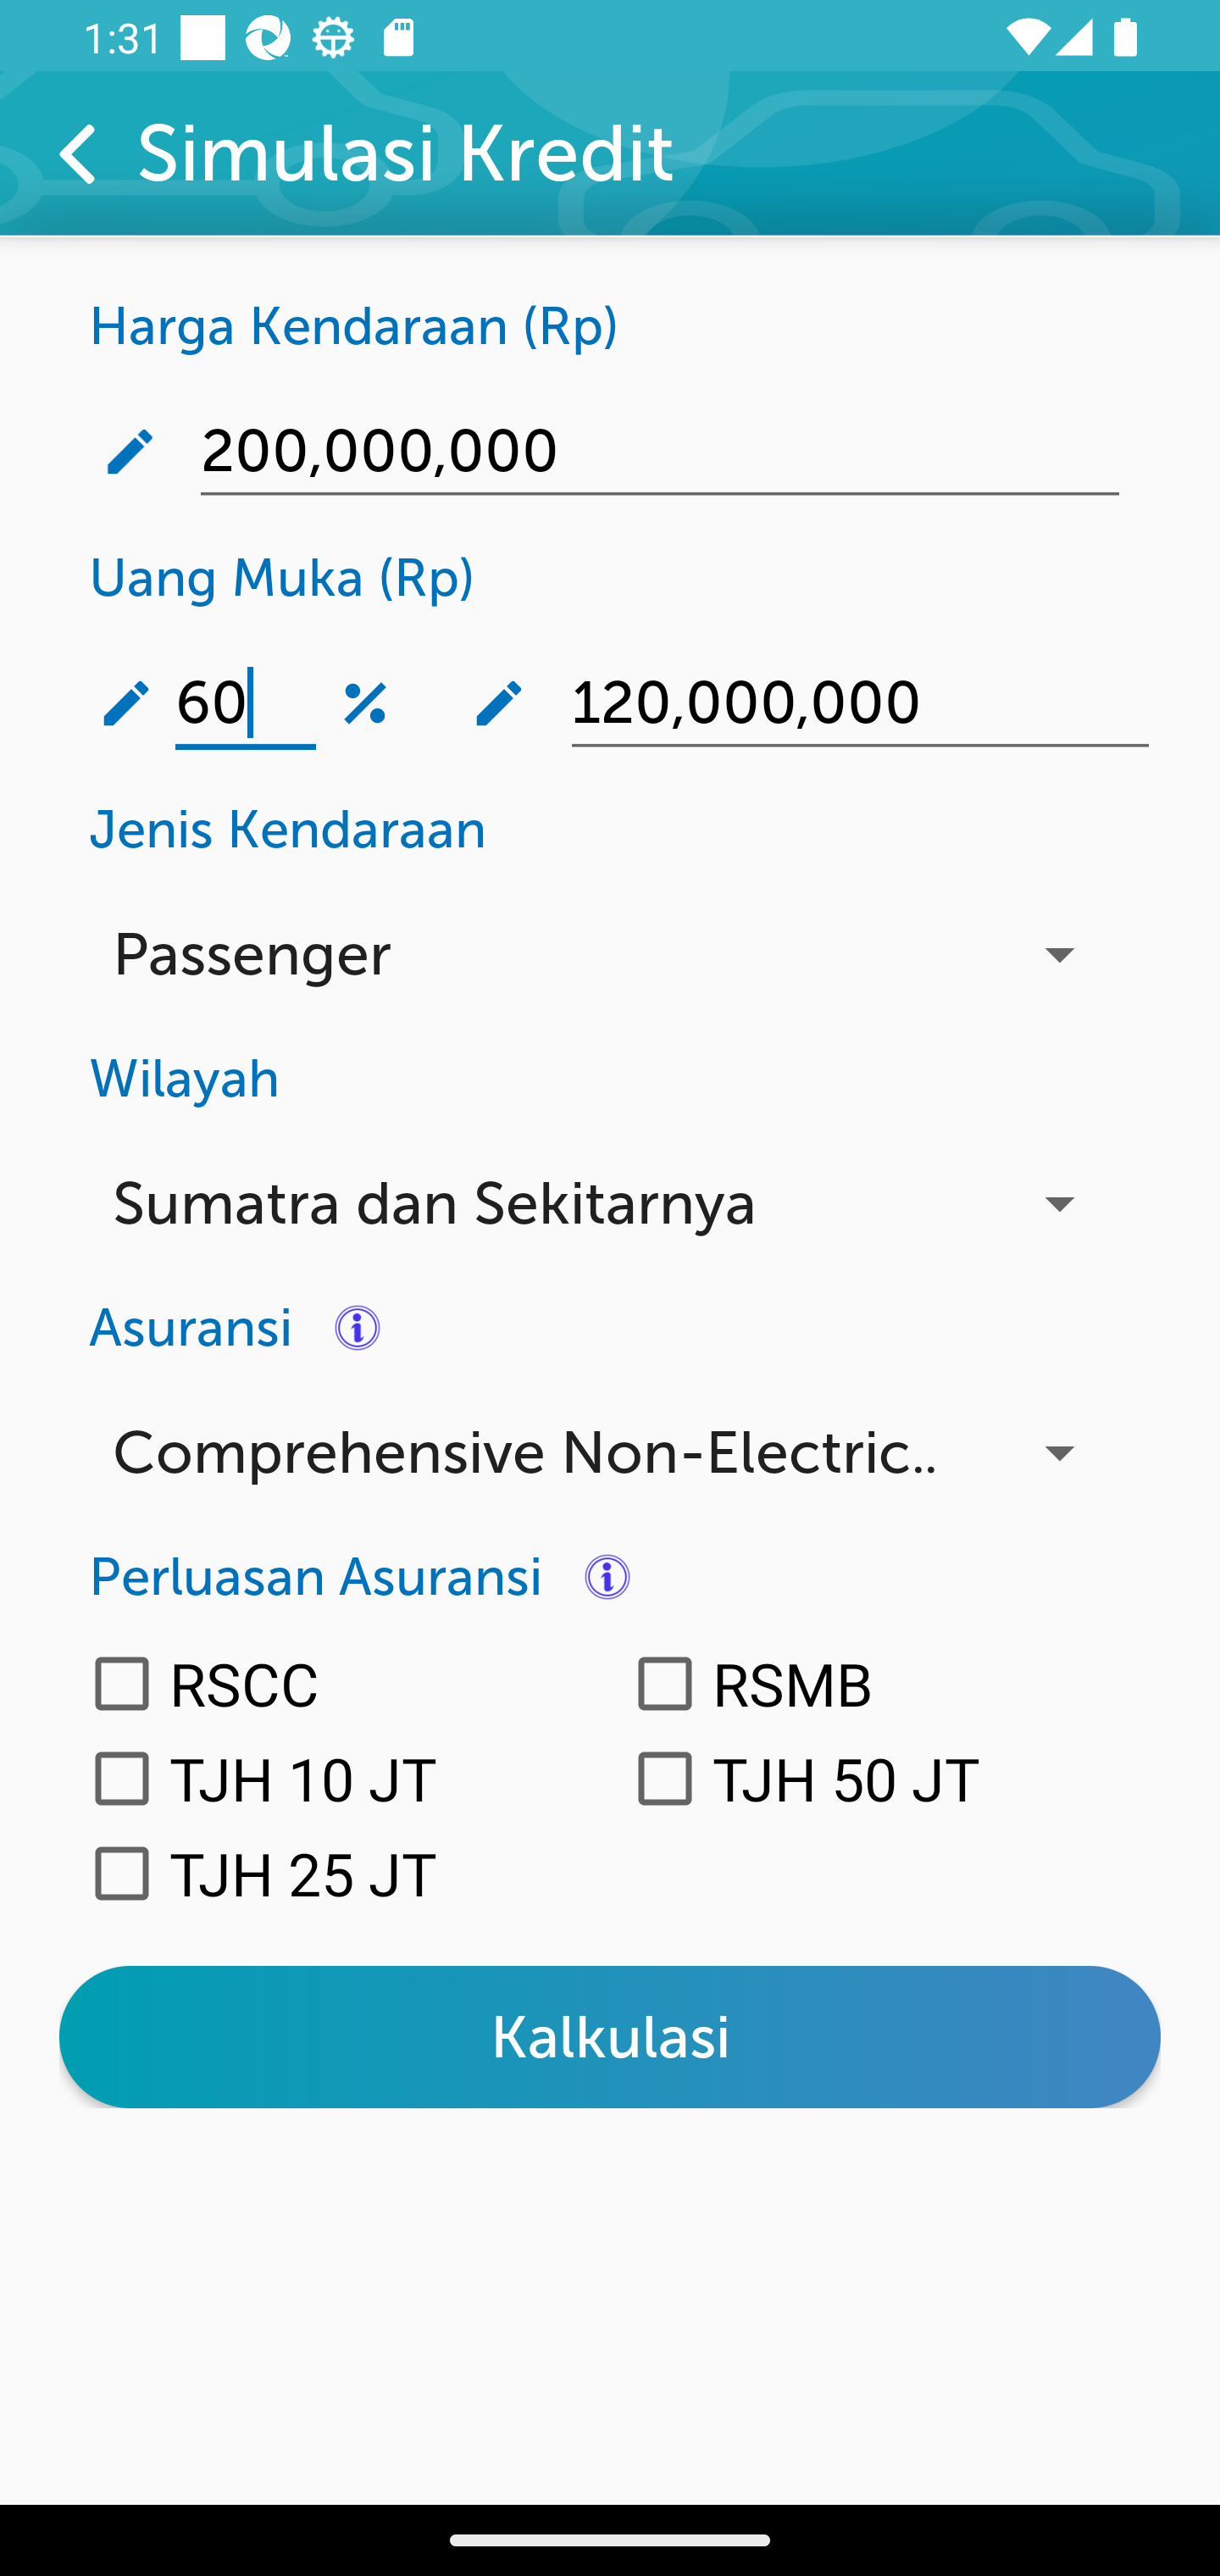 1:31
Simulasi Kredit
Harga Kendaraan (Rp)
200,000,000
Uang Muka (Rp)
60 % 120,000,000
Jenis Kendaraan
Passenger
Wilayah
Sumatra dan Sekitarnya
Asuransi
Comprehensive Non-Electric..
Perluasan Asuransi
RSCC RSMB
TJH 10 JT TJH 50 JT
TJH 25 JT
Kalkulasi